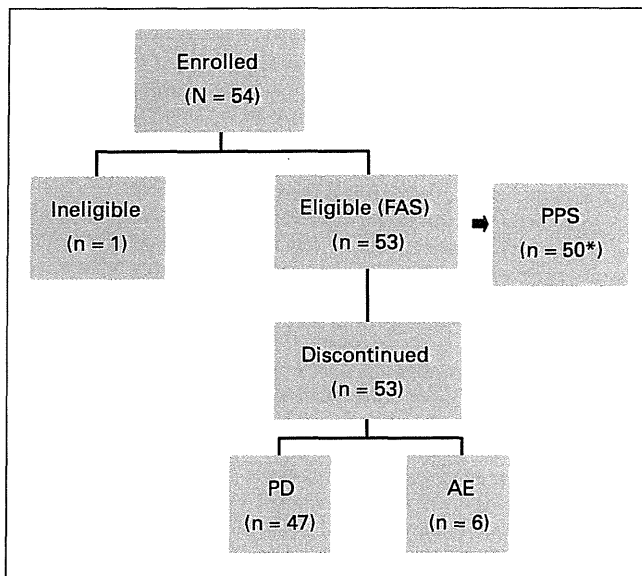 Enrolled
(N = 54)
Ineligible
(n = 1)
Eligible (FAS)
(n = 53)
PPS
(n = 50*)
Discontinued
(n = 53)
PD
(n = 47)
AE
(n = 6)